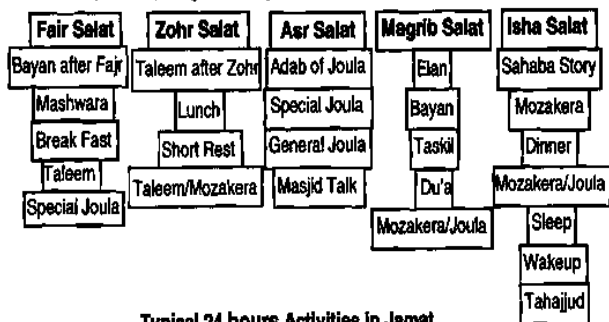 Fair Salat
Bayan after Fajr
Mashwara
Break Fast
Taleem
Special Joula
Zohr Salat
Taleem after Zohr
Lunch
Short Rest
Taleem/Mozakera
Asr Salat
Adab of Joula
Special Joula
General Joula
Masjid Talk
Magrib Salat
Elan
Bayan
Taskil
Du'a
Mozakera/Joula
Isha Salat
Sahaba Story
Mozakera
Dinner
Mozakera/Joula
Sleep
Wakeup
Tahajjud
Typical 24 hours Activities in Jamat